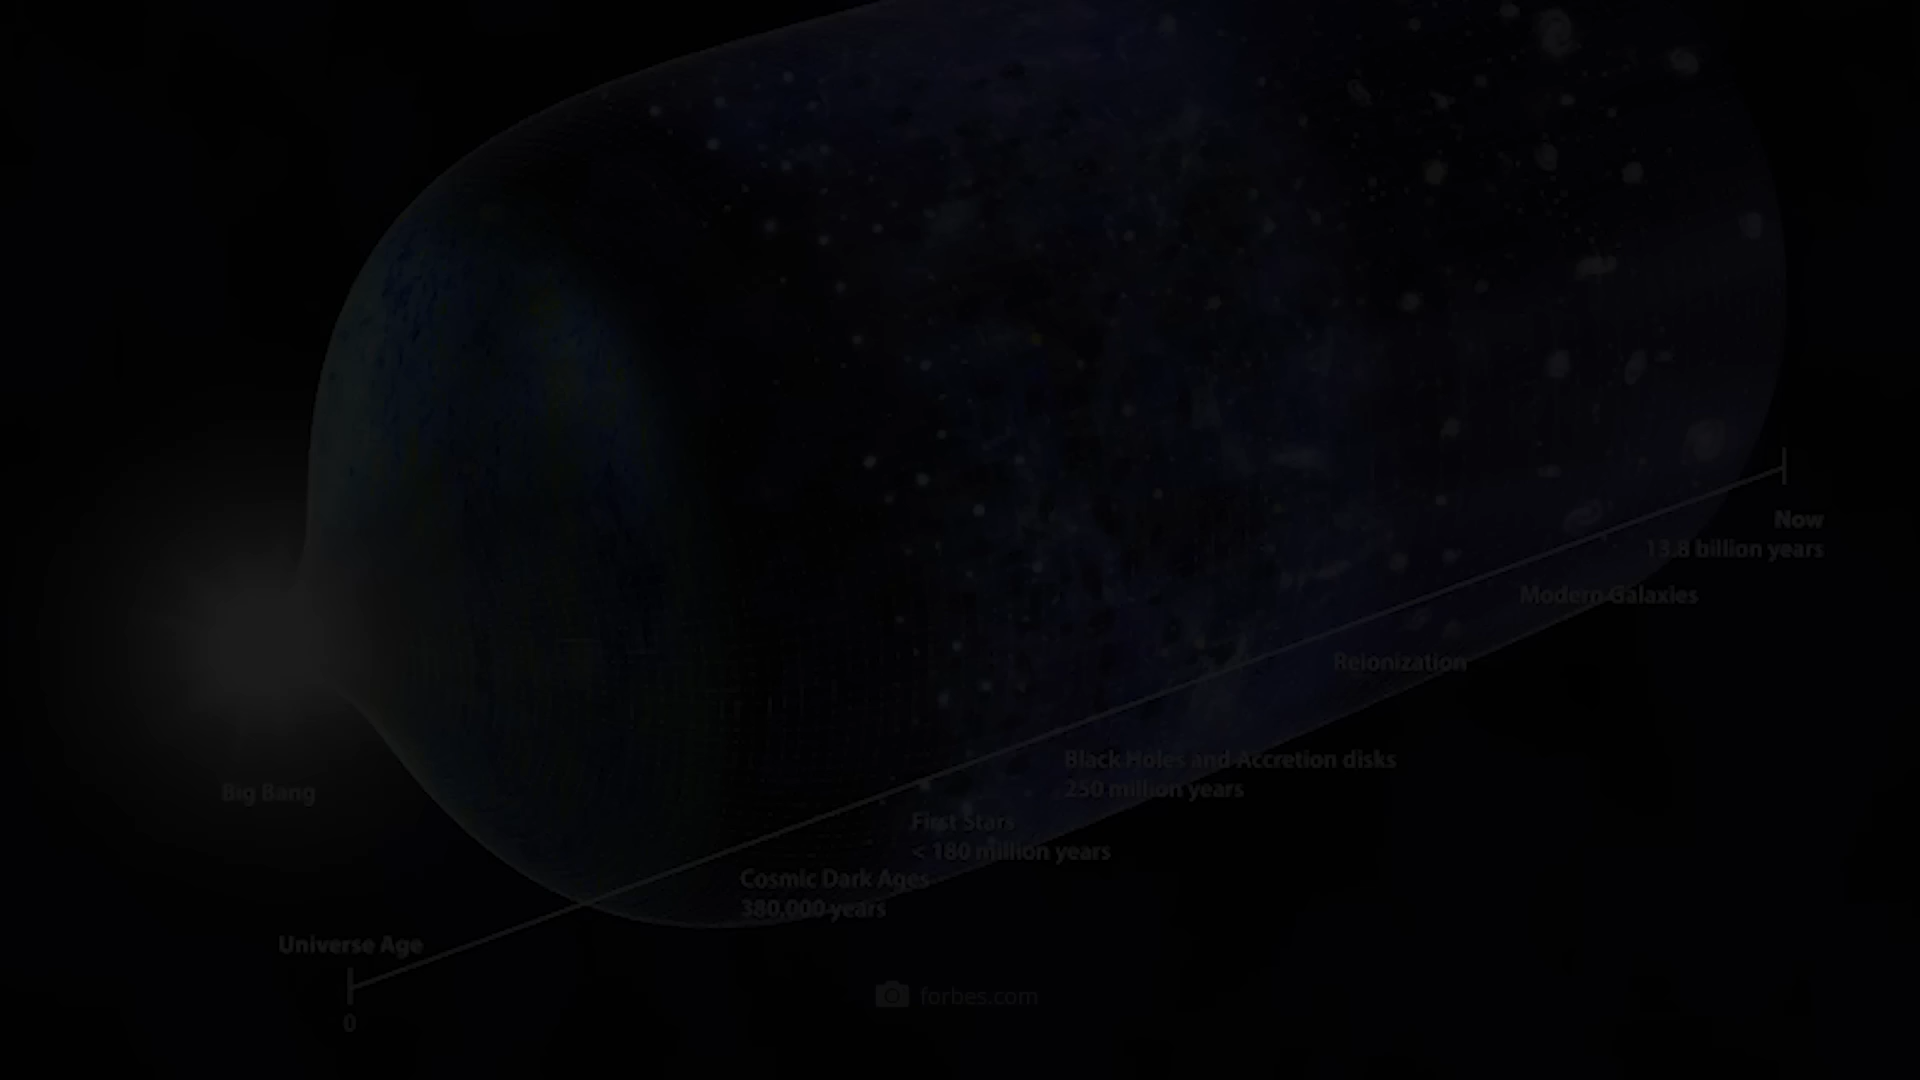 Now
13.8 billion years
Modern Galaxies
Reionization
Black Holes and Accretion disks
250 million years
Big Bang
First Stars
< 180 million years
Cosmic Dark Ages
380,000 years
Universe Age
0
forbes.com